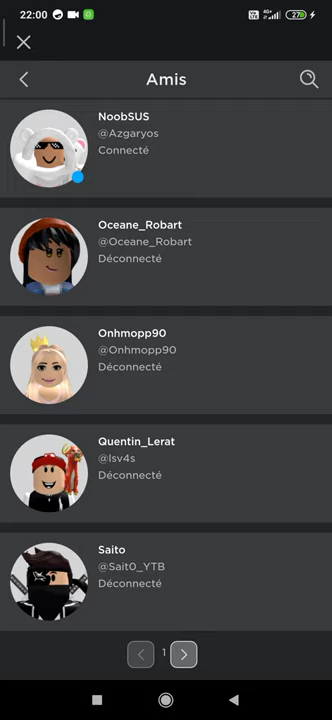 22:00
4G+
27
Amis
NoobSUS
@Azgaryos
Connecté
Oceane_Robart
@Oceane_Robart
Déconnecté
Onhmopp90
@Onhmopp90
Déconnecté
Quentin_Lerat
@lsv4s
Déconnecté
Saito
@Sait0_YTB
Déconnecté
1